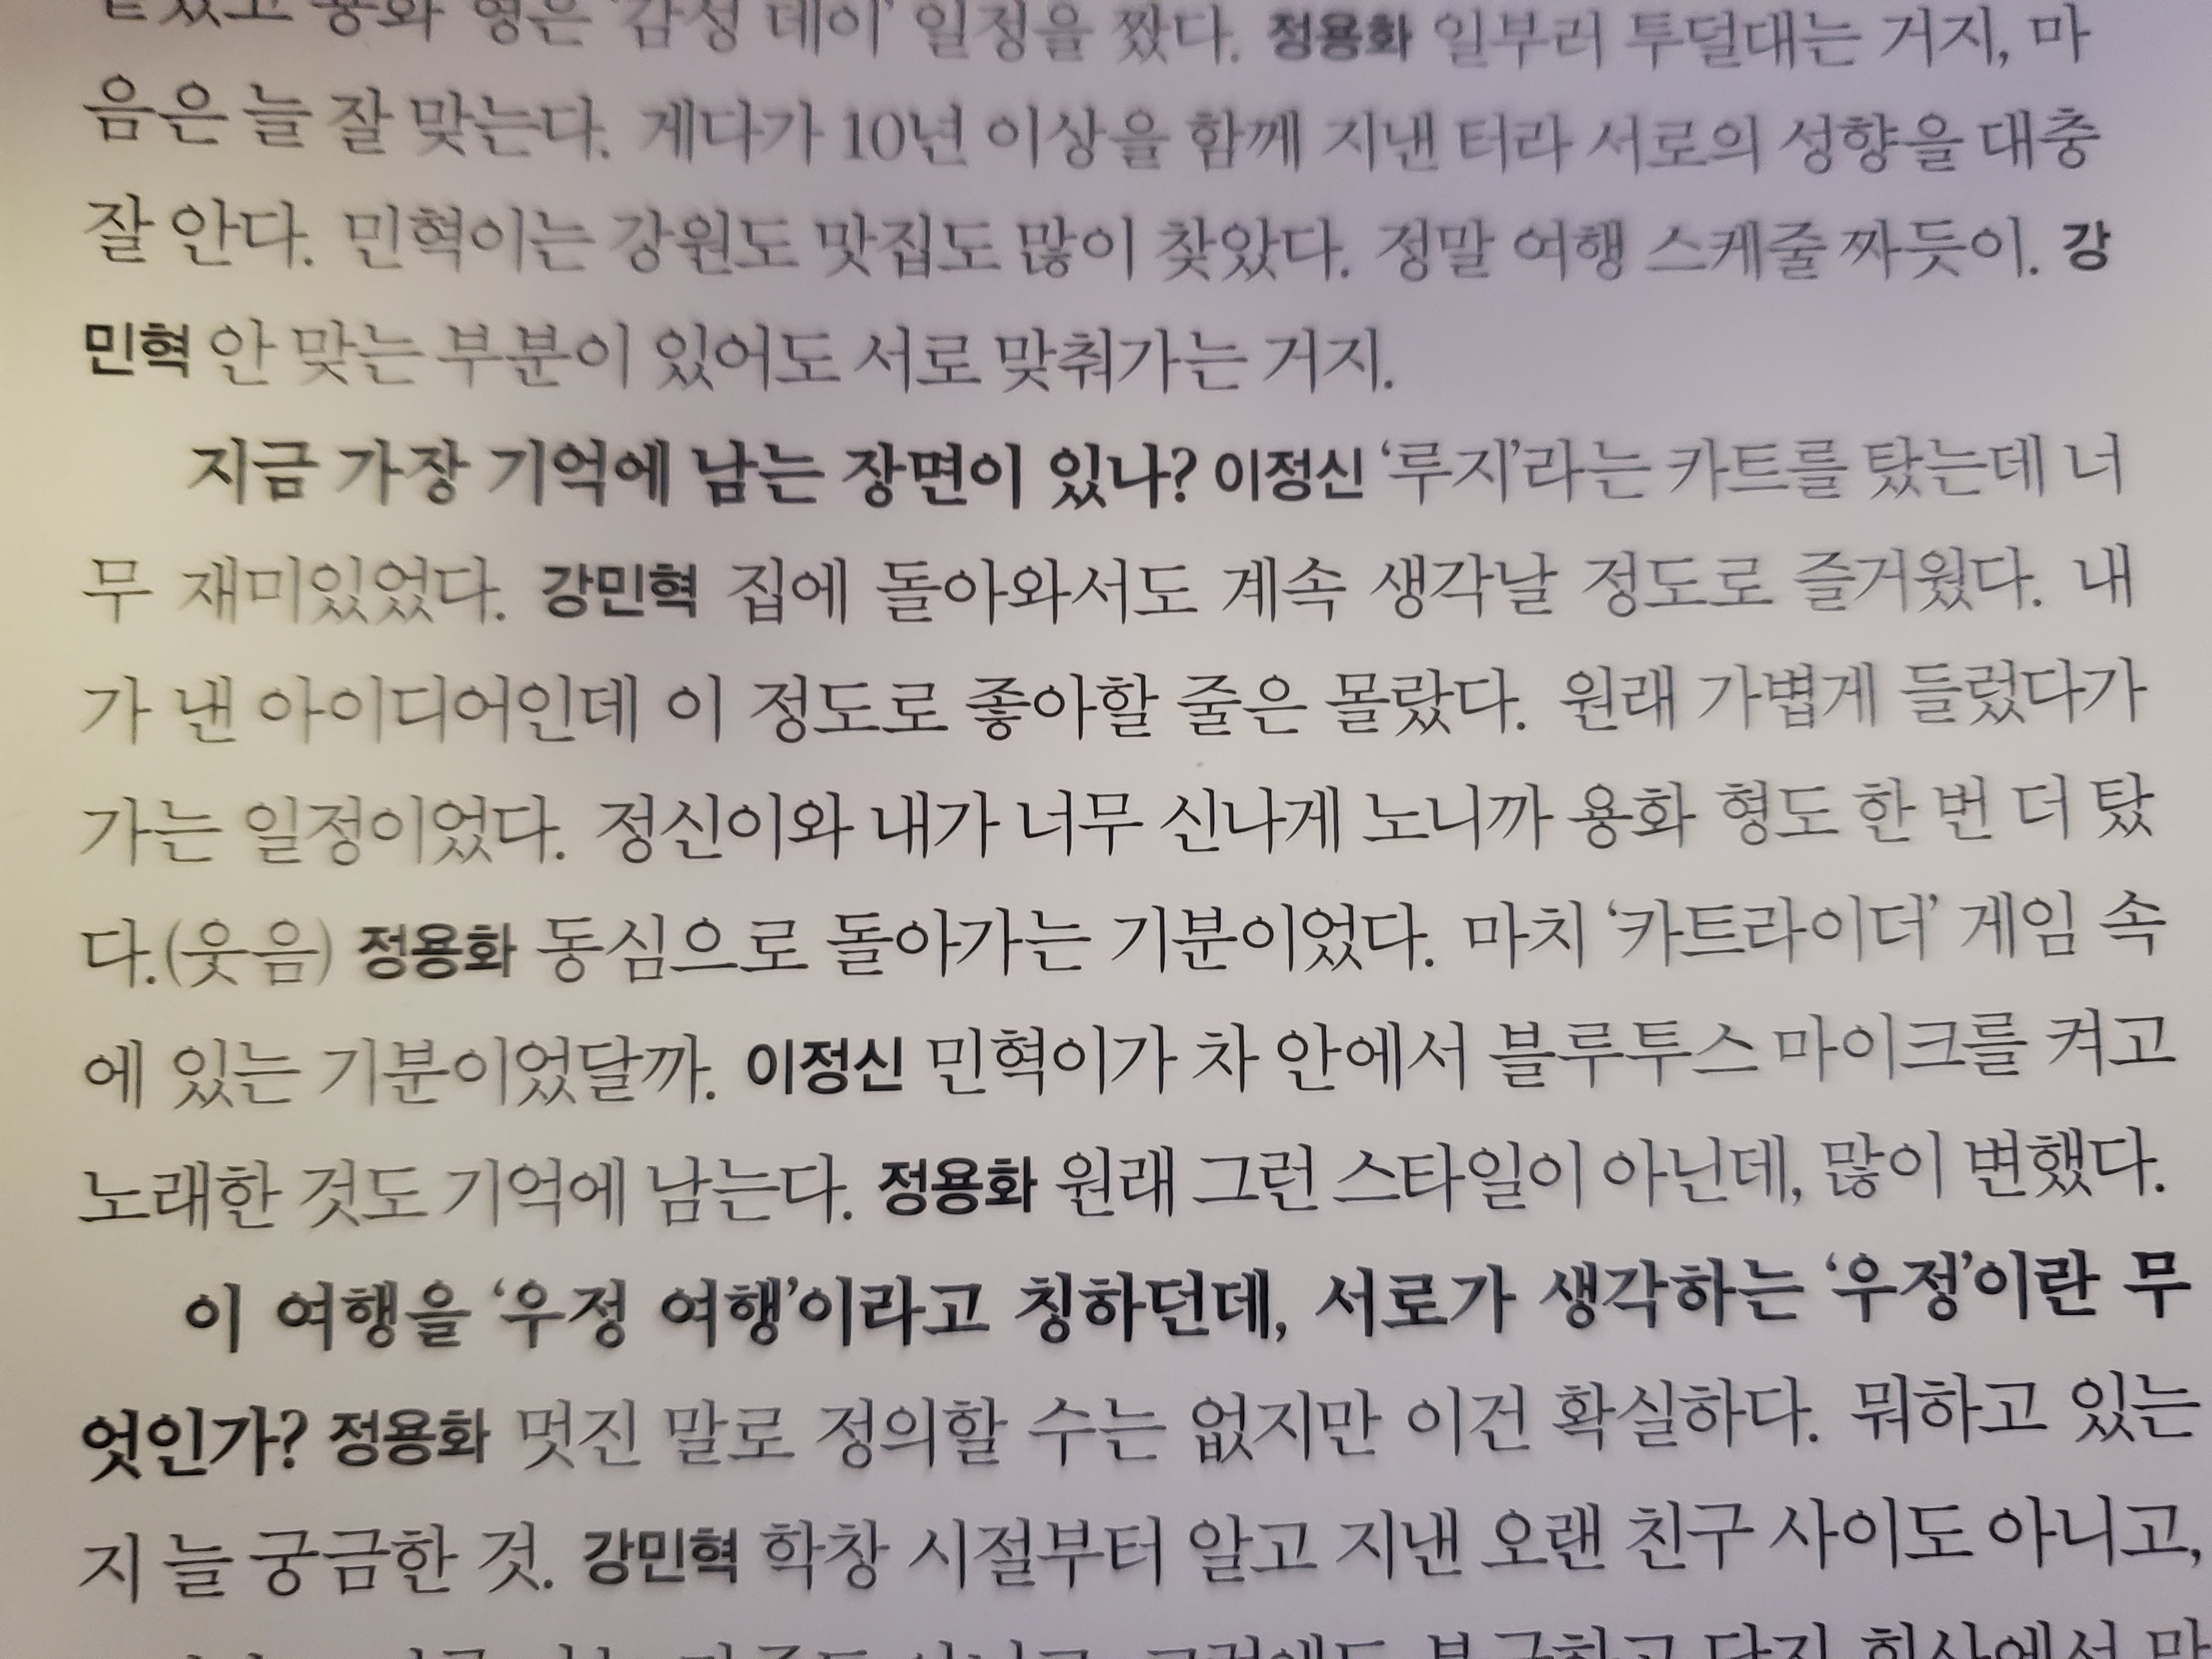 일정을 짰다. 정용화 일부러 투덜대는 거지, 마
음은 늘 잘 맞는다. 게다가 10년 이상을 함께 지낸 터라 서로의 성향을 대충
잘 안다. 민혁이는 강원도 맛집도 많이 찾았다. 정말 여행 스케줄 짜듯이. 강
민혁 안 맞는 부분이 있어도 서로 맞춰가는 거지.
지금 가장 기억에 남는 장면이 있나? 이정신 ‘루지’라는 카트를 탔는데 너
무 재미있었다. 강민혁 집에 돌아와서도 계속 생각날 정도로 즐거웠다. 내
가 낸 아이디어인데 이 정도로 좋아할 줄은 몰랐다. 원래 가볍게 들렀다가
가는 일정이었다. 정신이와 내가 너무 신나게 노니까 용화 형도 한 번 더 탔
다.(웃음) 정용화 동심으로 돌아가는 기분이었다. 마치 ‘카트라이더’ 게임 속
에 있는 기분이었달까. 이정신 민혁이가 차 안에서 블루투스 마이크를 켜고
노래한 것도 기억에 남는다. 정용화 원래 그런 스타일이 아닌데, 많이 변했다.
이 여행을 ‘우정 여행’이라고 칭하던데, 서로가 생각하는 ‘우정’이란 무
엇인가? 정용화 멋진 말로 정의할 수는 없지만 이건 확실하다. 뭐하고 있는
지 늘 궁금한 것. 강민혁 학창 시절부터 알고 지낸 오랜 친구 사이도 아니고,